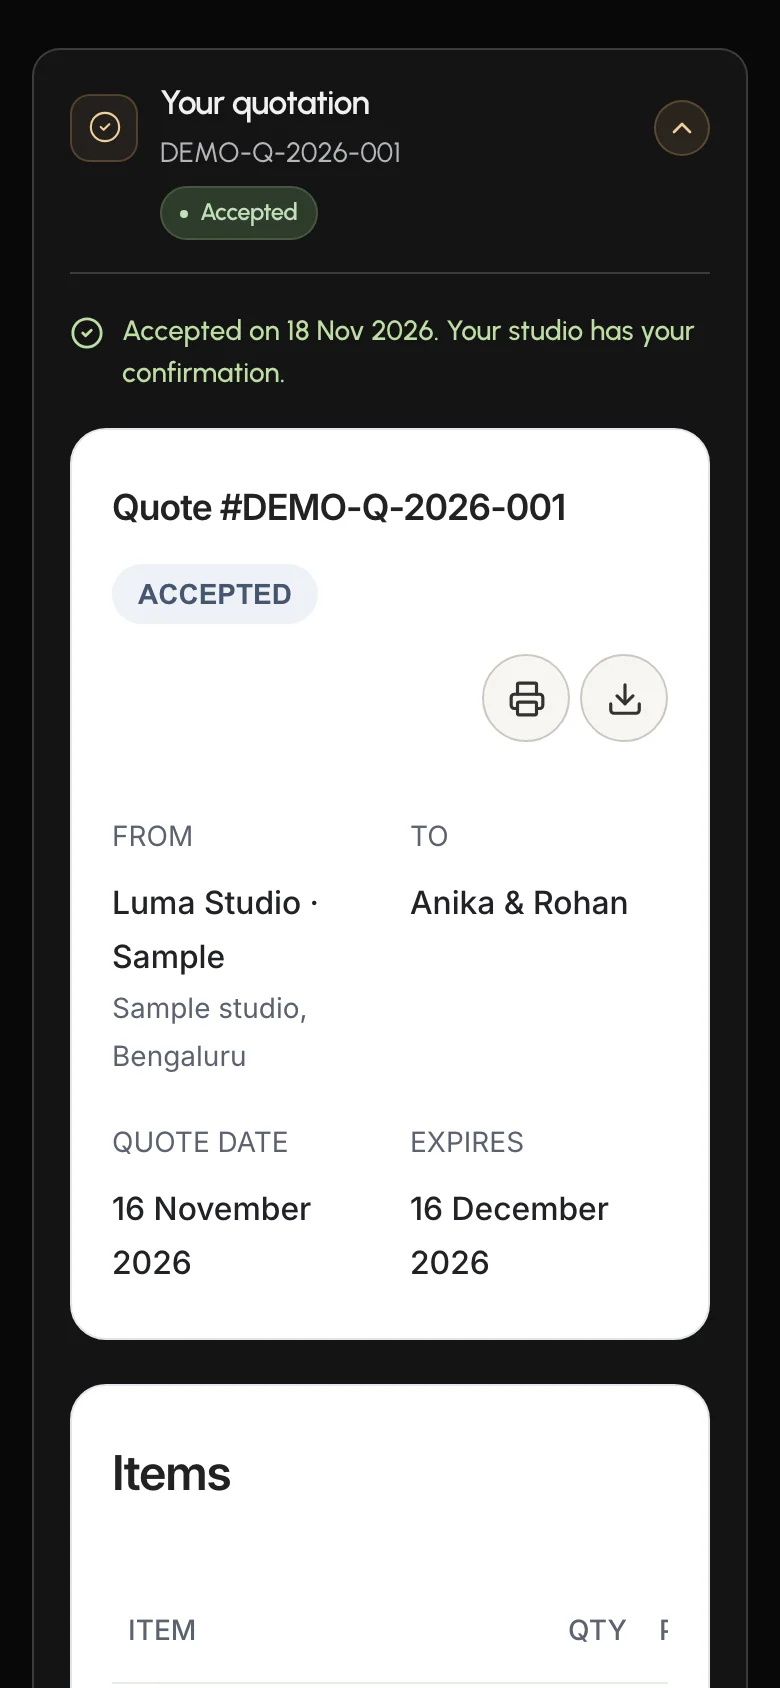 Your quotation
DEMO-Q-2026-001
Accepted
Accepted on 18 Nov 2026. Your studio has your
confirmation.
Quote #DEMO-Q-2026-001
ACCEPTED
FROM
Luma Studio ·
Sample
Sample studio,
Bengaluru
TO
Anika & Rohan
QUOTE DATE
16 November
2026
EXPIRES
16 December
2026
Items
ITEM QTY